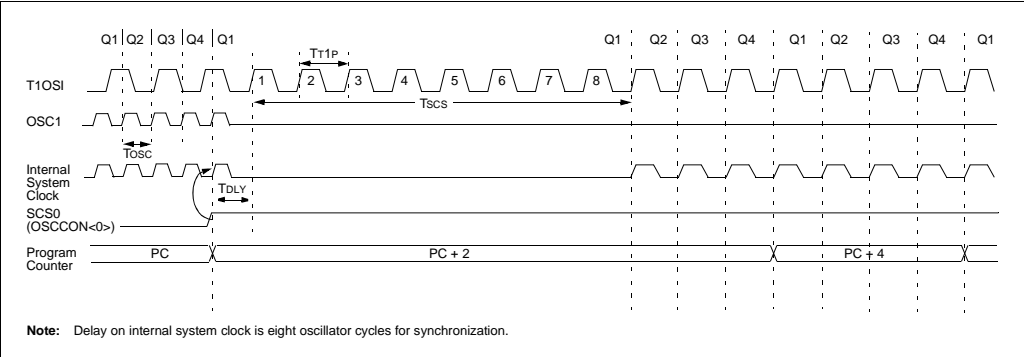 Q1 Q2 Q3 Q4 Q1 Q1 Q2 Q3 Q4 Q1 Q2 Q3 Q4 Q1
TT1P
T1OSI 1 2 3 4 5 6 7 8
TSCS
OSC1
TOSC
Internal
System
Clock
TDLY
SCS0
(OSCCON<0>)
Program
Counter
PC PC + 2 PC + 4
Note: Delay on internal system clock is eight oscillator cycles for synchronization.